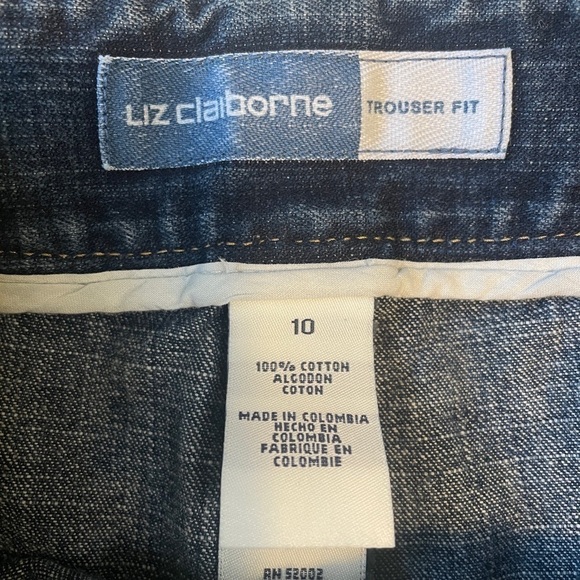 LIZ claiborne TROUSER FIT
10
100% COTTON
ALGODON
COTON
MADE IN COLOMBIA
HECHO EN
COLOMBIA
FABRIQUE EN
COLOMBIE
RN 52002